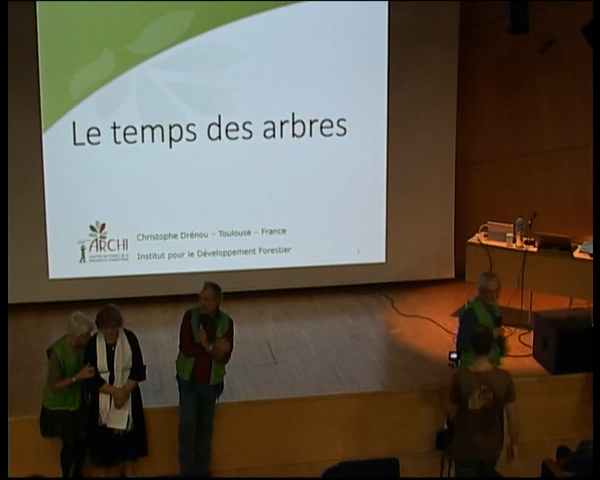 Le temps des arbres
ARCHI
Christophe Drénou – Toulouse – France
Institut pour le Développement Forestier